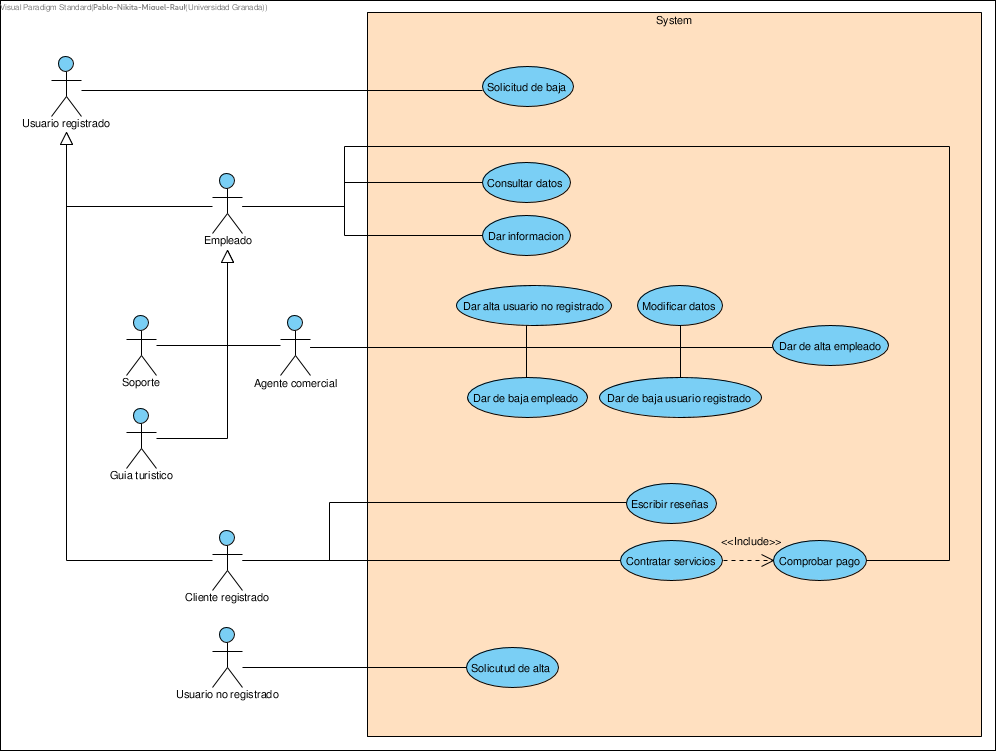 Visual Paradigm Standard(Pablo-Nikita-Miguel-Raul(Universidad Granada))
System
Usuario registrado
Solicitud de baja
Empleado
Consultar datos
Dar informacion
Soporte
Agente comercial
Dar alta usuario no registrado
Modificar datos
Dar de alta empleado
Dar de baja empleado
Dar de baja usuario registrado
Guia turistico
Escribir reseñas
Cliente registrado
Contratar servicios
<<Include>>
Comprobar pago
Usuario no registrado
Solicutud de alta